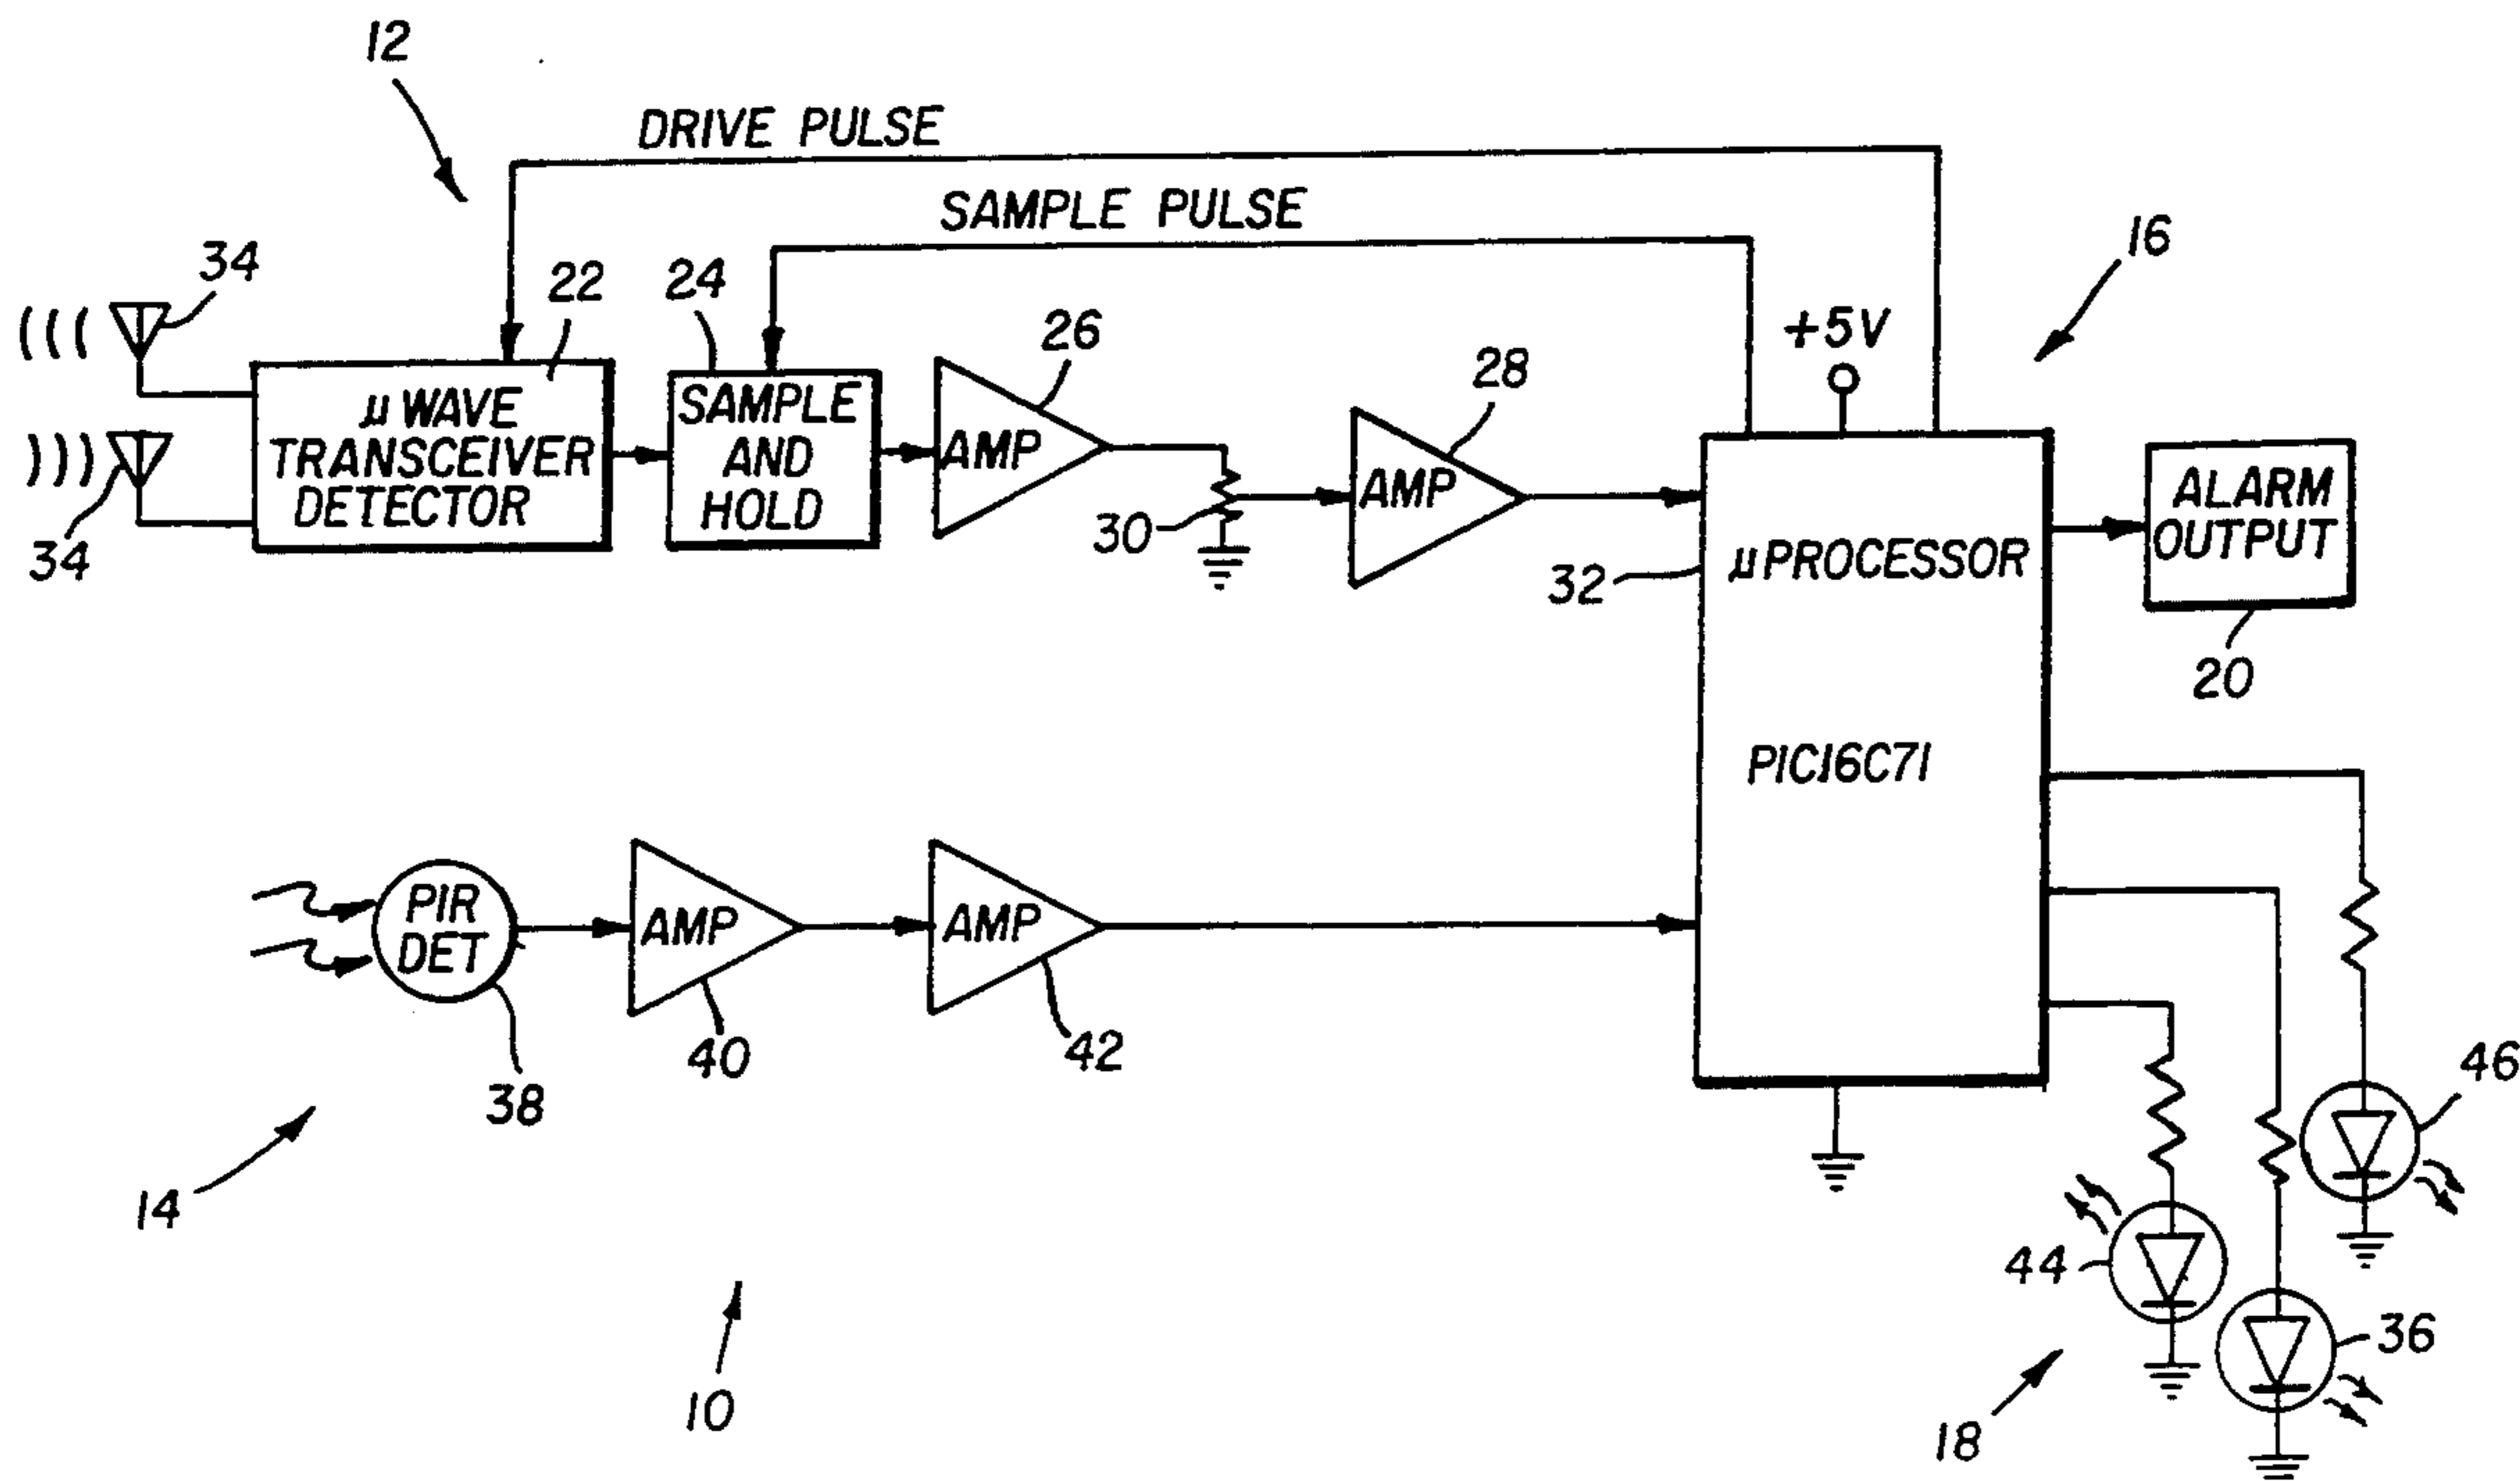 12
DRIVE PULSE
SAMPLE PULSE
16
34
22
24
26
+5V
28
μ WAVE
TRANSCEIVER
DETECTOR
SAMPLE
AND
HOLD
AMP
30
AMP
34
32
μPROCESSOR
ALARM
OUTPUT
20
PIC16C71
PIR
DET
AMP
AMP
38
40
42
46
14
44
36
10
18